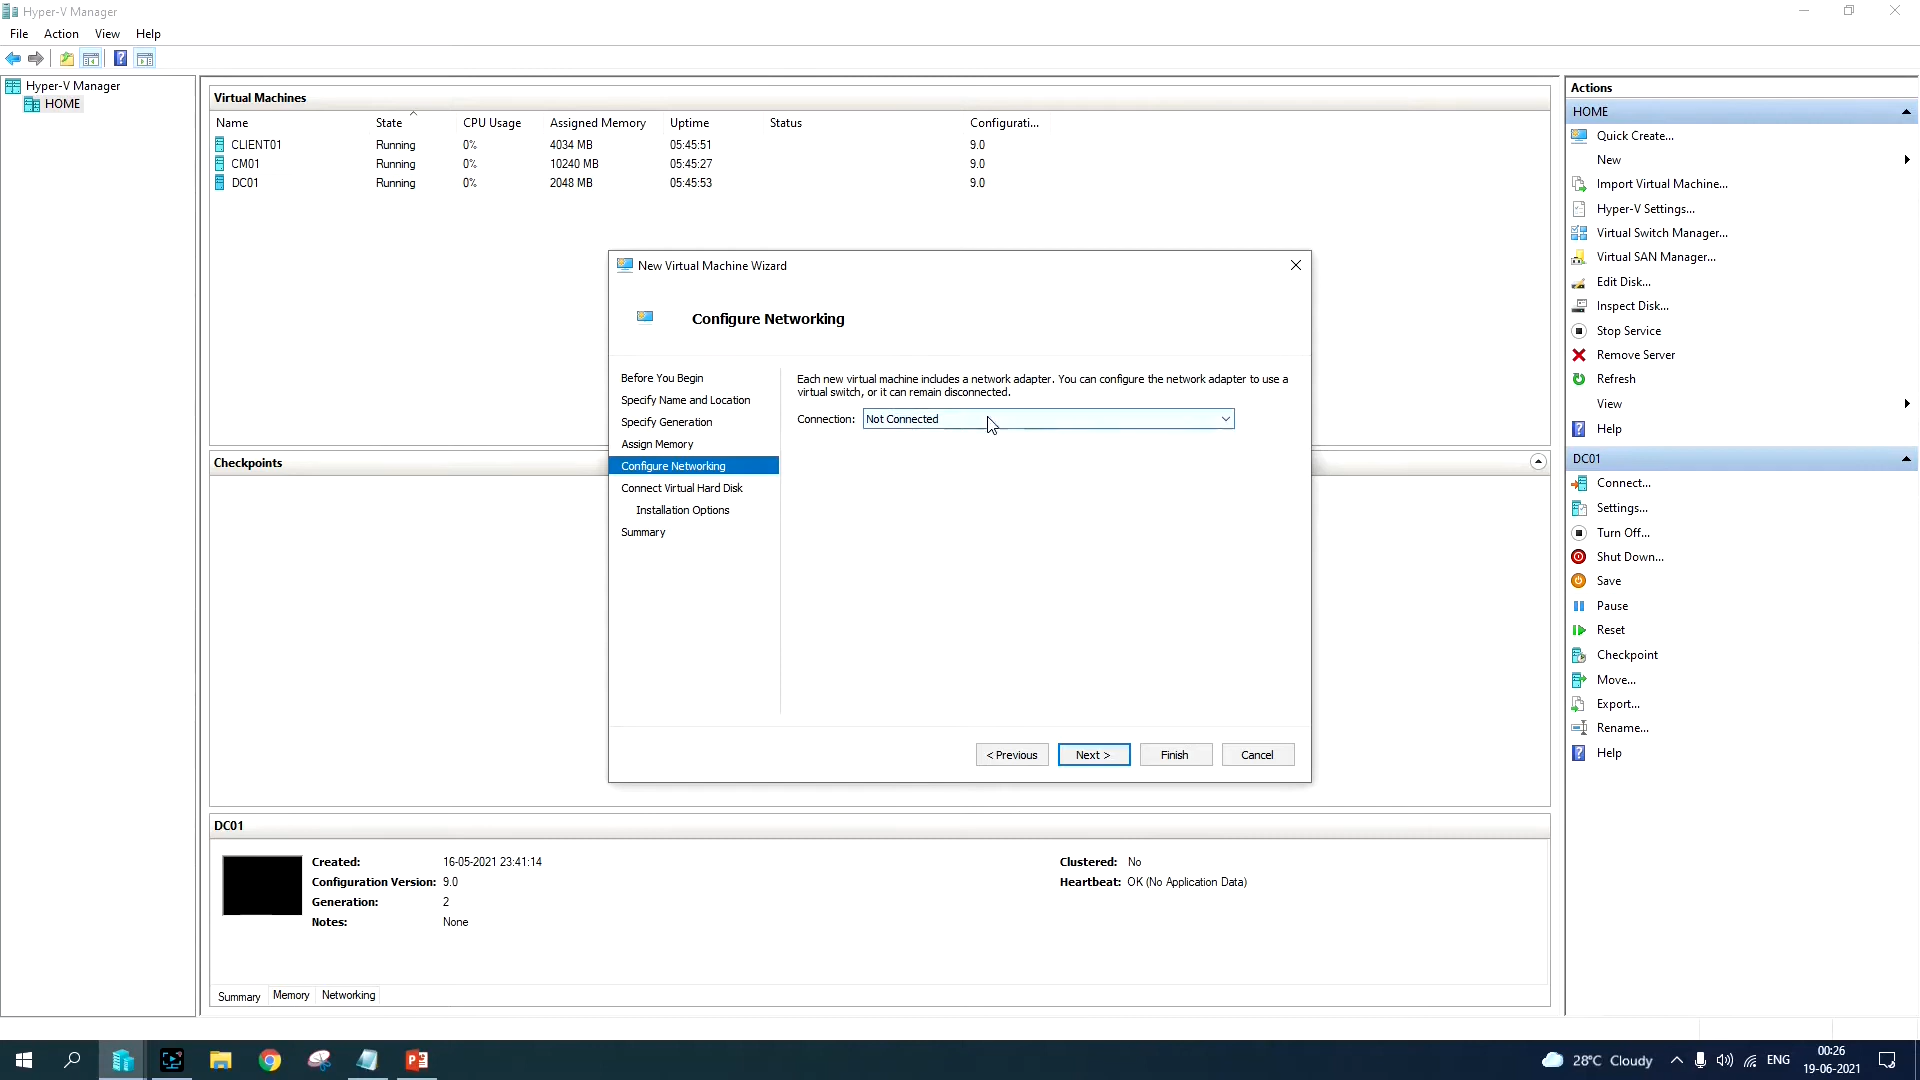 Hyper-V Manager
File Action View Help
Hyper-V Manager
HOME
Virtual Machines
Name State CPU Usage Assigned Memory Uptime Status Configurati...
CLIENT01 Running 0% 4034 MB 05:45:51 9.0
CM01 Running 0% 10240 MB 05:45:27 9.0
DC01 Running 0% 2048 MB 05:45:53 9.0
New Virtual Machine Wizard
Configure Networking
Before You Begin
Specify Name and Location
Specify Generation
Assign Memory
Configure Networking
Connect Virtual Hard Disk
Installation Options
Summary
Each new virtual machine includes a network adapter. You can configure the network adapter to use a
virtual switch, or it can remain disconnected.
Connection: Not Connected
< Previous Next > Finish Cancel
Checkpoints
DC01
Created: 16-05-2021 23:41:14
Configuration Version: 9.0
Generation: 2
Notes: None
Clustered: No
Heartbeat: OK (No Application Data)
Summary Memory Networking
Actions
HOME
Quick Create...
New
Import Virtual Machine...
Hyper-V Settings...
Virtual Switch Manager...
Virtual SAN Manager...
Edit Disk...
Inspect Disk...
Stop Service
Remove Server
Refresh
View
Help
DC01
Connect...
Settings...
Turn Off...
Shut Down...
Save
Pause
Reset
Checkpoint
Move...
Export...
Rename...
Help
28°C Cloudy
ENG
00:26
19-06-2021